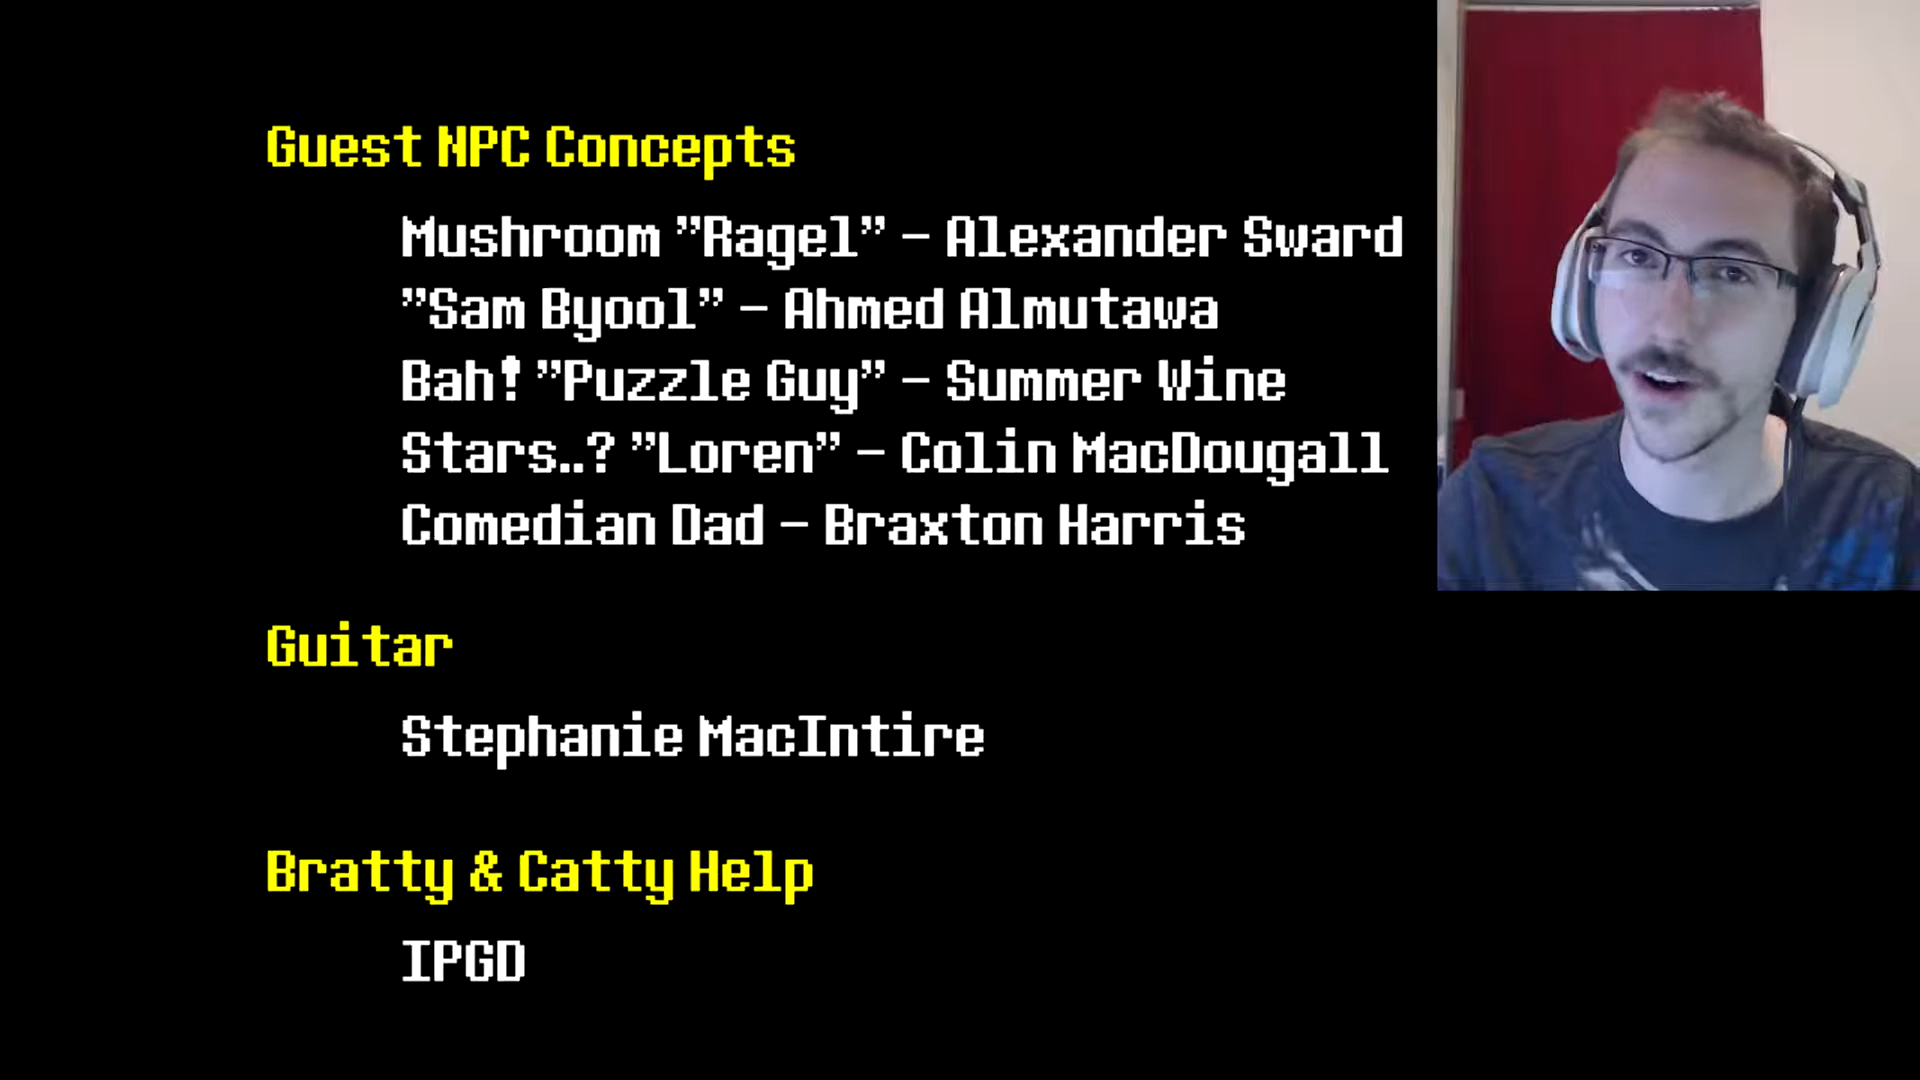 Guest NPC Concepts
Mushroom "Ragel" - Alexander Sward
"Sam Byool" - Ahmed Almutawa
Bah! "Puzzle Guy" - Summer Wine
Stars..? "Loren" - Colin MacDougall
Comedian Dad - Braxton Harris
Guitar
Stephanie MacIntire
Bratty & Catty Help
IPGD